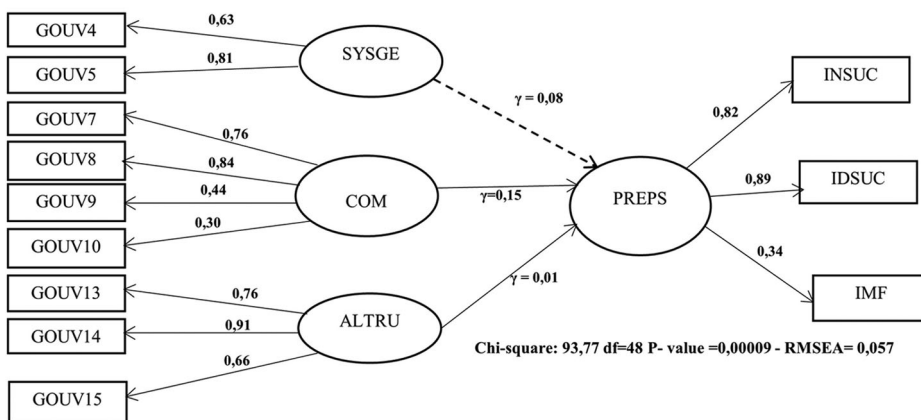 GOUV4
0,63
SYSGE
GOUV5
0,81
γ = 0,08
INSUC
0,82
GOUV7
0,76
GOUV8
0,84
GOUV9
0,44
COM
γ=0,15
PREPS
0,89
IDSUC
GOUV10
0,30
0,34
GOUV13
0,76
γ = 0,01
IMF
GOUV14
0,91
ALTRU
GOUV15
0,66
Chi-square: 93,77 df=48 P- value =0,00009 - RMSEA= 0,057